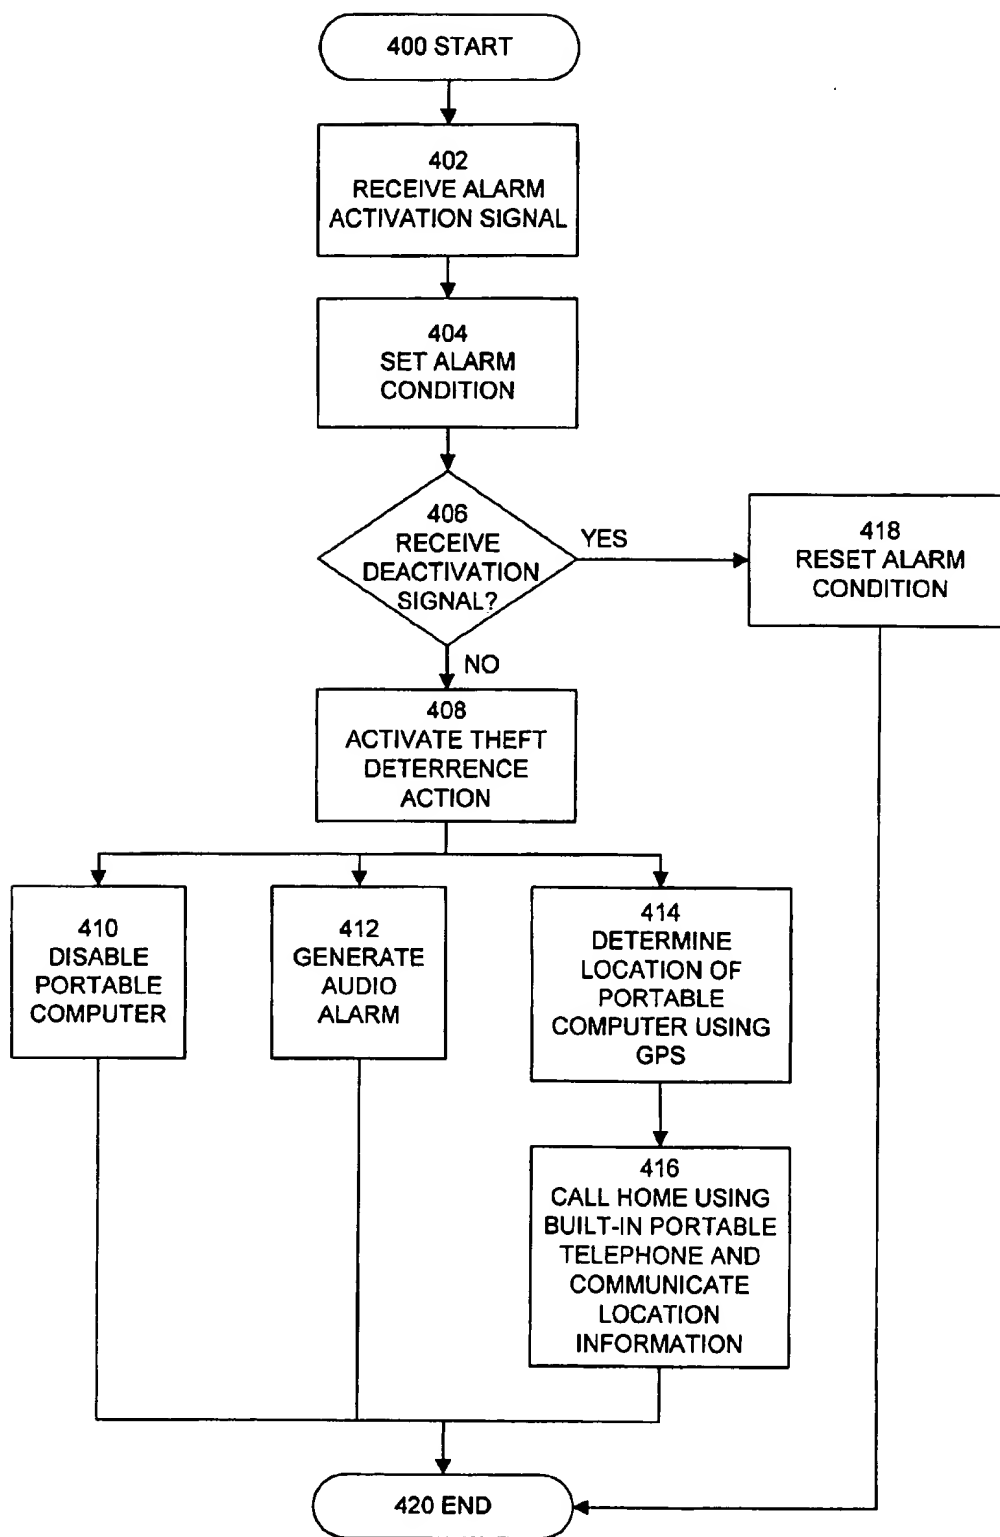 400 START
402
RECEIVE ALARM
ACTIVATION SIGNAL
404
SET ALARM
CONDITION
406
RECEIVE
DEACTIVATION
SIGNAL?
YES
418
RESET ALARM
CONDITION
NO
408
ACTIVATE THEFT
DETERRENCE
ACTION
410
DISABLE
PORTABLE
COMPUTER
412
GENERATE
AUDIO
ALARM
414
DETERMINE
LOCATION OF
PORTABLE
COMPUTER USING
GPS
416
CALL HOME USING
BUILT-IN PORTABLE
TELEPHONE AND
COMMUNICATE
LOCATION
INFORMATION
420 END